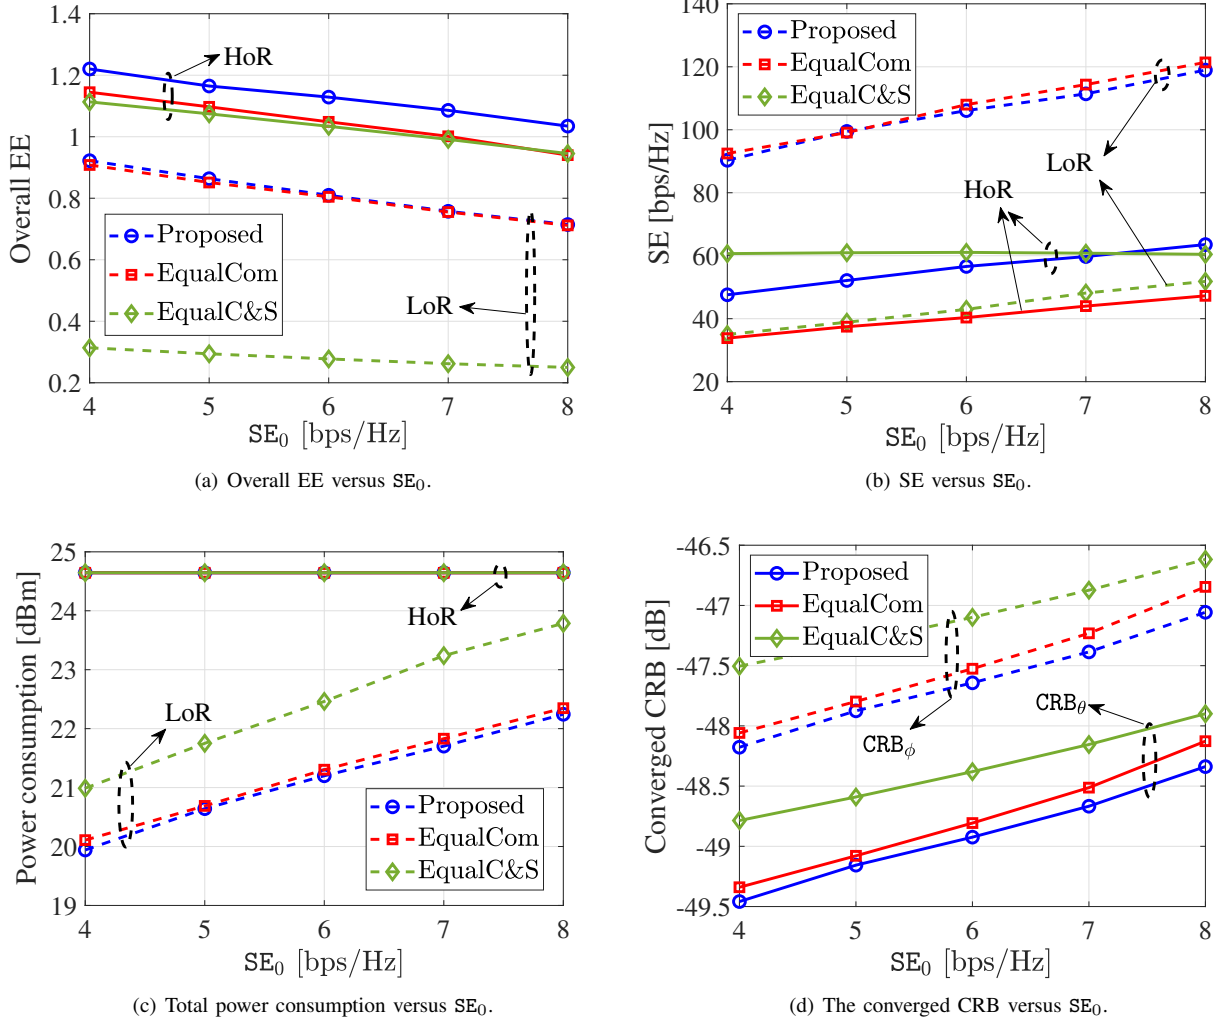 1.4
1.2
1
0.8
0.6
0.4
0.2
Overall EE
HoR
Proposed
EqualCom
EqualC&S
LoR
4 5 6 7 8
SE₀ [bps/Hz]
(a) Overall EE versus SE₀.
140
120
100
80
60
40
20
SE [bps/Hz]
Proposed
EqualCom
EqualC&S
LoR
HoR
4 5 6 7 8
SE₀ [bps/Hz]
(b) SE versus SE₀.
25
24
23
22
21
20
19
Power consumption [dBm]
HoR
LoR
Proposed
EqualCom
EqualC&S
4 5 6 7 8
SE₀ [bps/Hz]
(c) Total power consumption versus SE₀.
-46.5
-47
-47.5
-48
-48.5
-49
-49.5
Converged CRB [dB]
Proposed
EqualCom
EqualC&S
CRB_θ
CRB_ϕ
4 5 6 7 8
SE₀ [bps/Hz]
(d) The converged CRB versus SE₀.